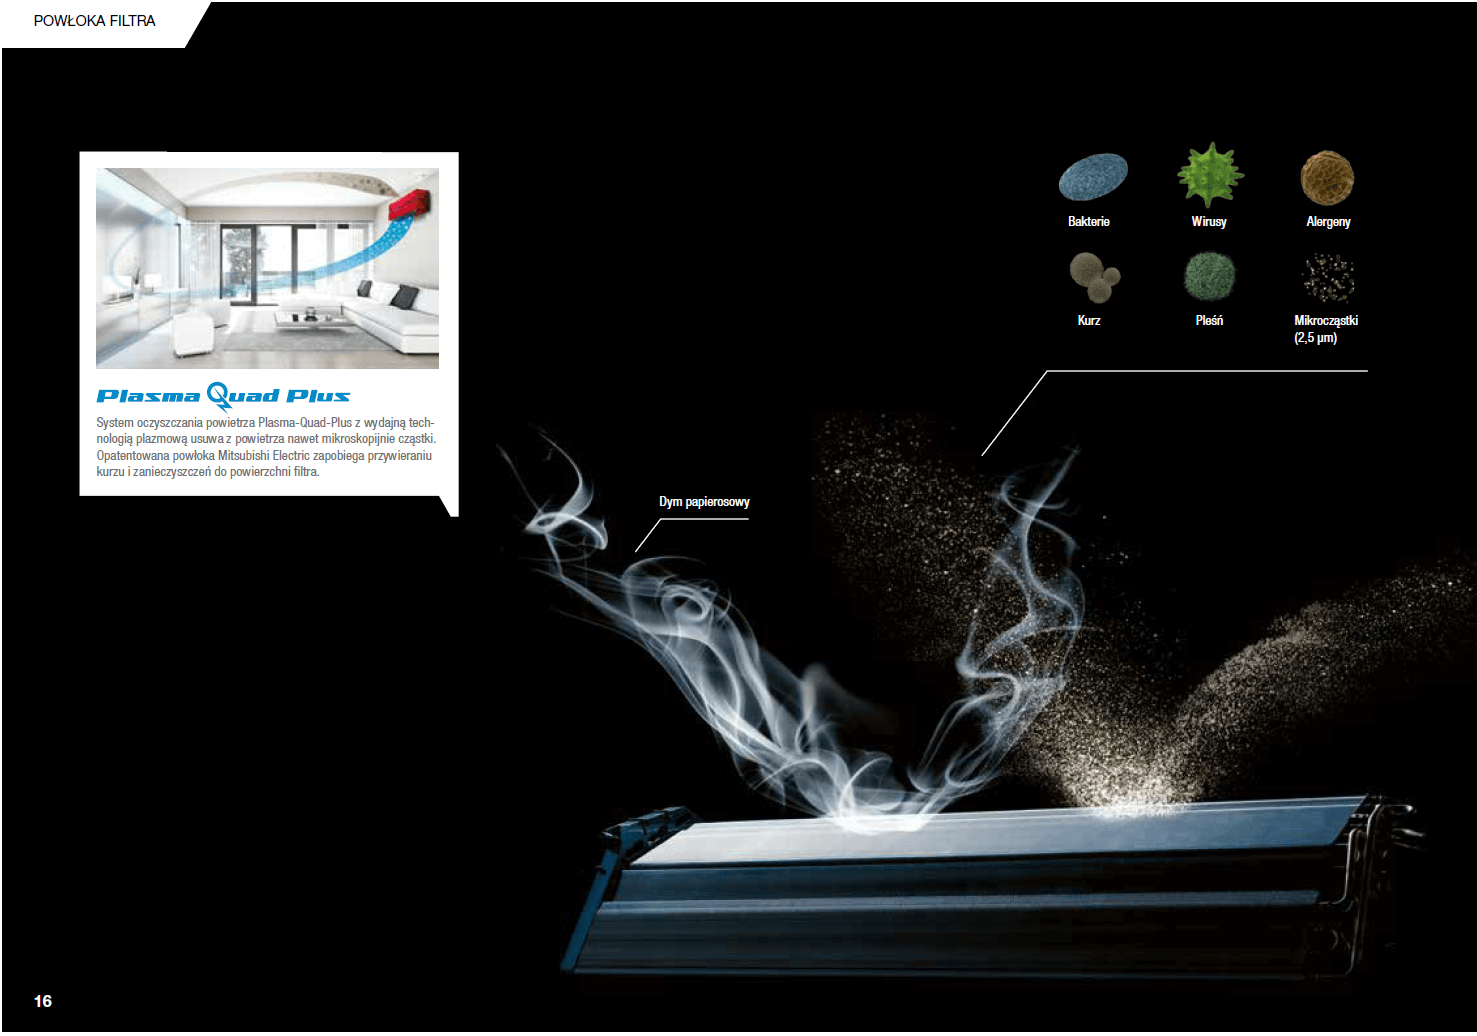 POWŁOKA FILTRA
Plasma Quad Plus
System oczyszczania powietrza Plasma-Quad-Plus z wydajną tech-
nologią plazmową usuwa z powietrza nawet mikroskopijnie cząstki.
Opatentowana powłoka Mitsubishi Electric zapobiega przywieraniu
kurzu i zanieczyszczeń do powierzchni filtra.
Bakterie
Wirusy
Alergeny
Kurz
Pleśń
Mikrocząstki
(2,5 µm)
Dym papierosowy
16